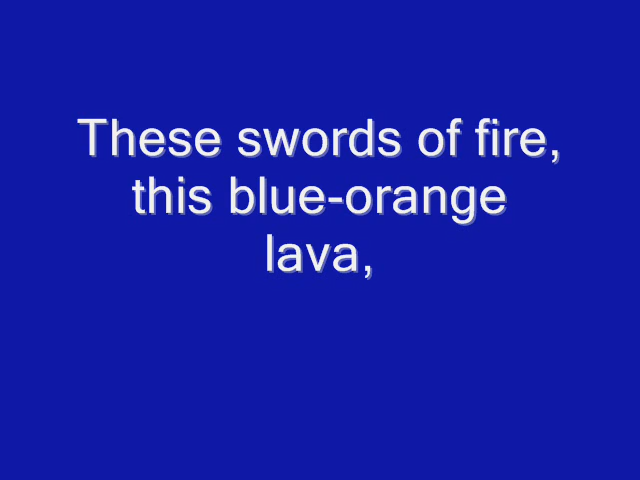 These swords of fire,
this blue-orange
lava,